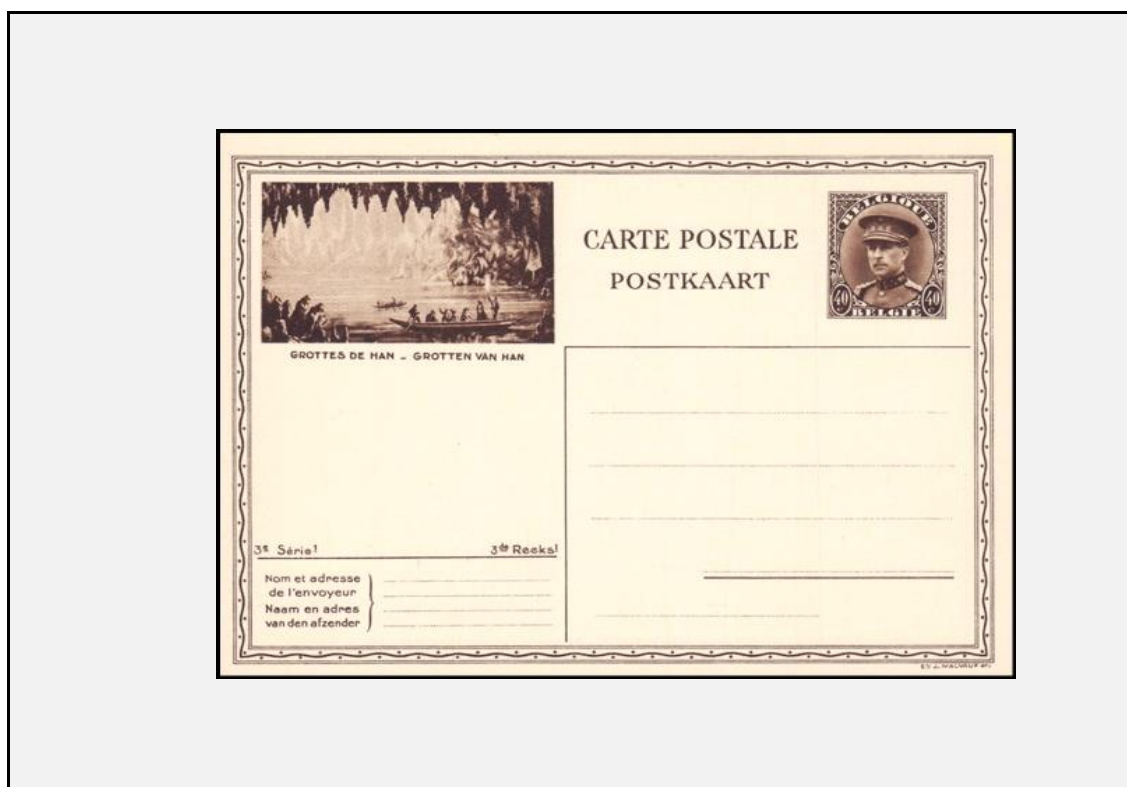 GROTTES DE HAN - GROTTEN VAN HAN
CARTE POSTALE
POSTKAART
BELGIQUE
40 40
BELGIE
3e Série!
3de Reeks!
Nom et adresse
de l'envoyeur
Naam en adres
van den afzender